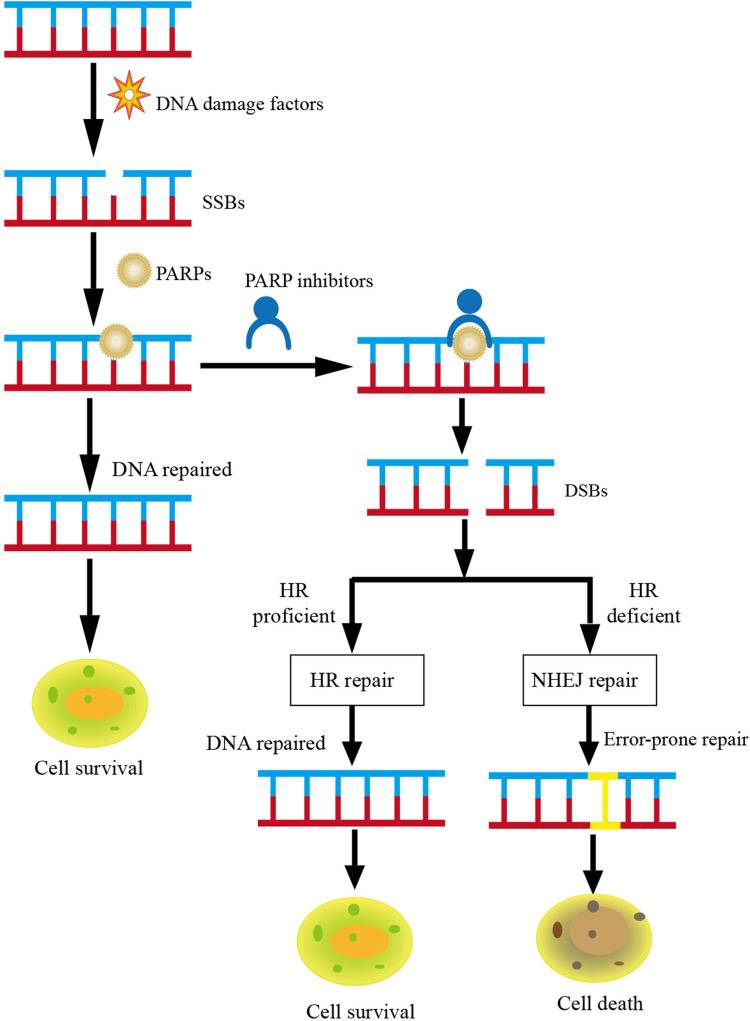 DNA damage factors
SSBs
PARPs
PARP inhibitors
DNA repaired
DSBs
HR
proficient
HR
deficient
HR repair
NHEJ repair
DNA repaired
Error-prone repair
Cell survival
Cell survival
Cell death